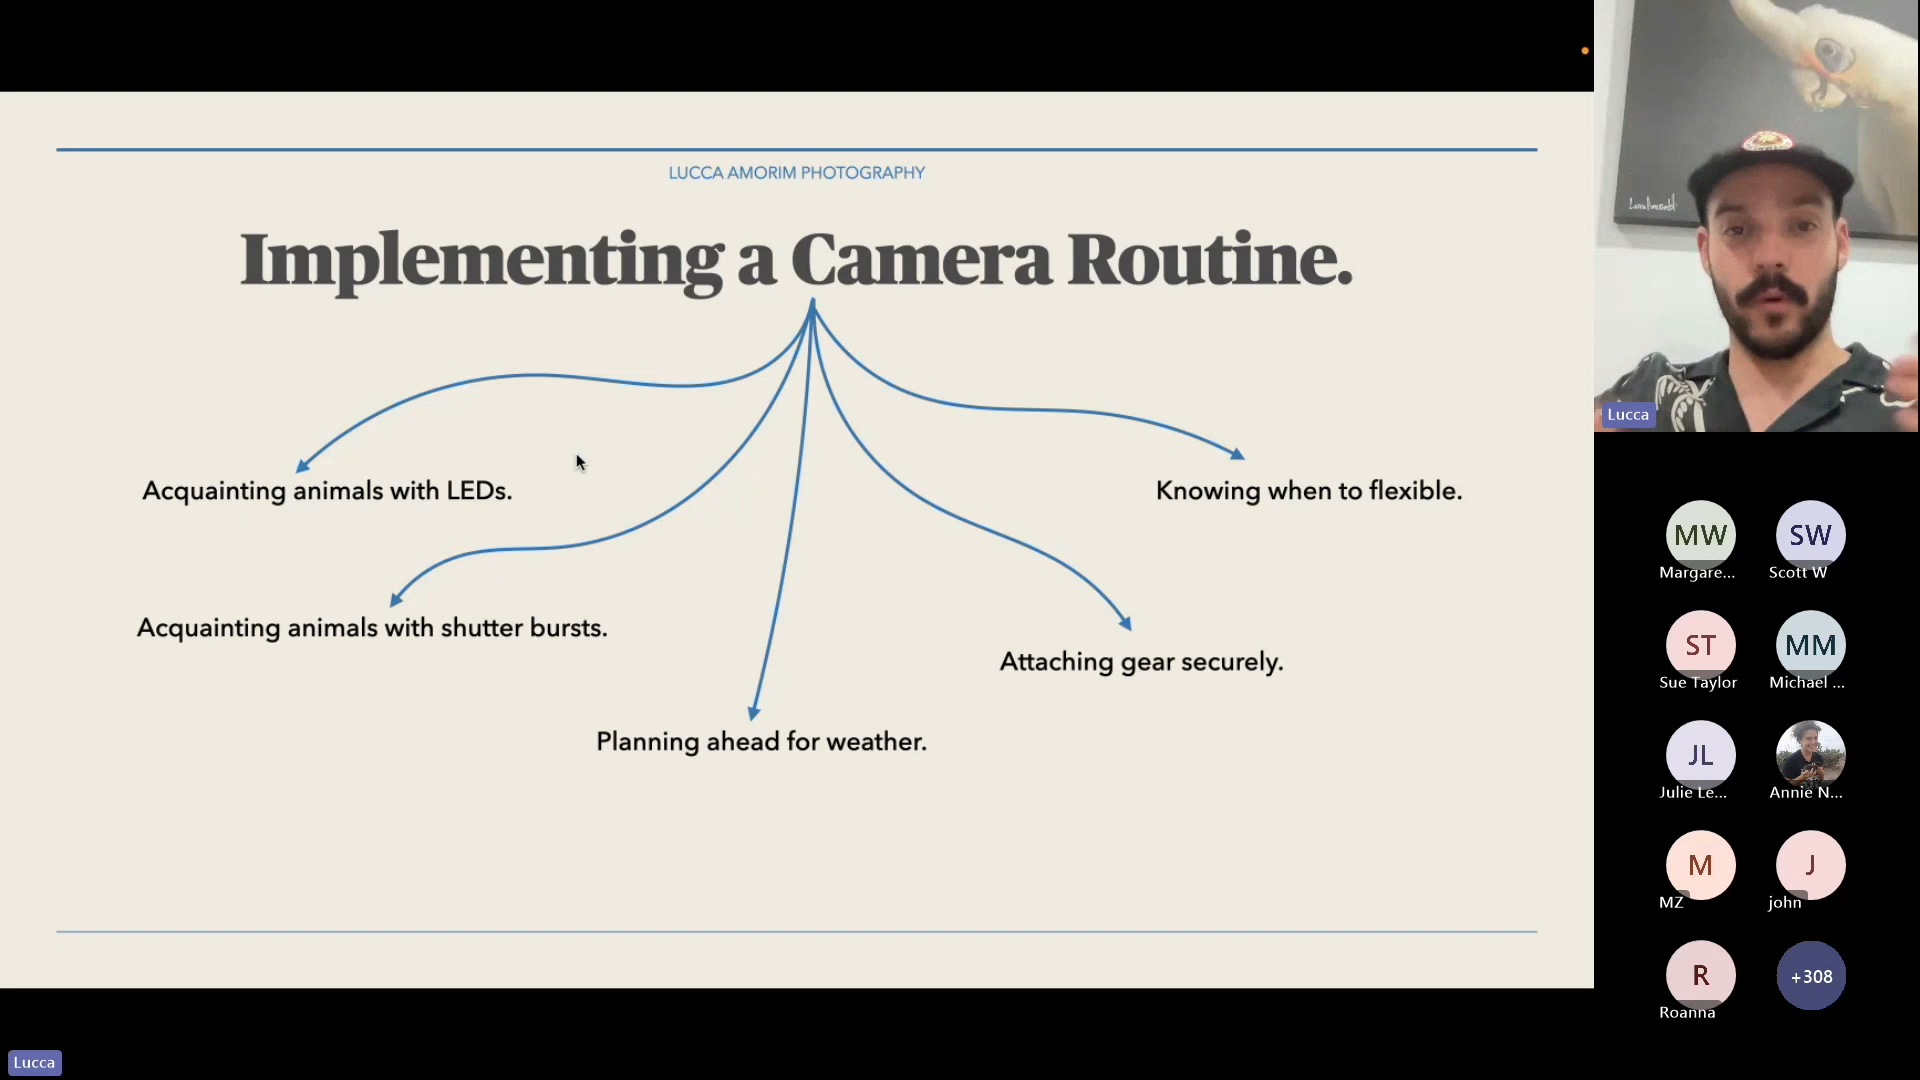 LUCCA AMORIM PHOTOGRAPHY
Implementing a Camera Routine.
Acquainting animals with LEDs.
Knowing when to flexible.
Acquainting animals with shutter bursts.
Attaching gear securely.
Planning ahead for weather.
Lucca
MW
Margare...
SW
Scott W
ST
Sue Taylor
MM
Michael ...
JL
Julie Le...
Annie N...
M
MZ
J
john
R
Roanna
+308
Lucca